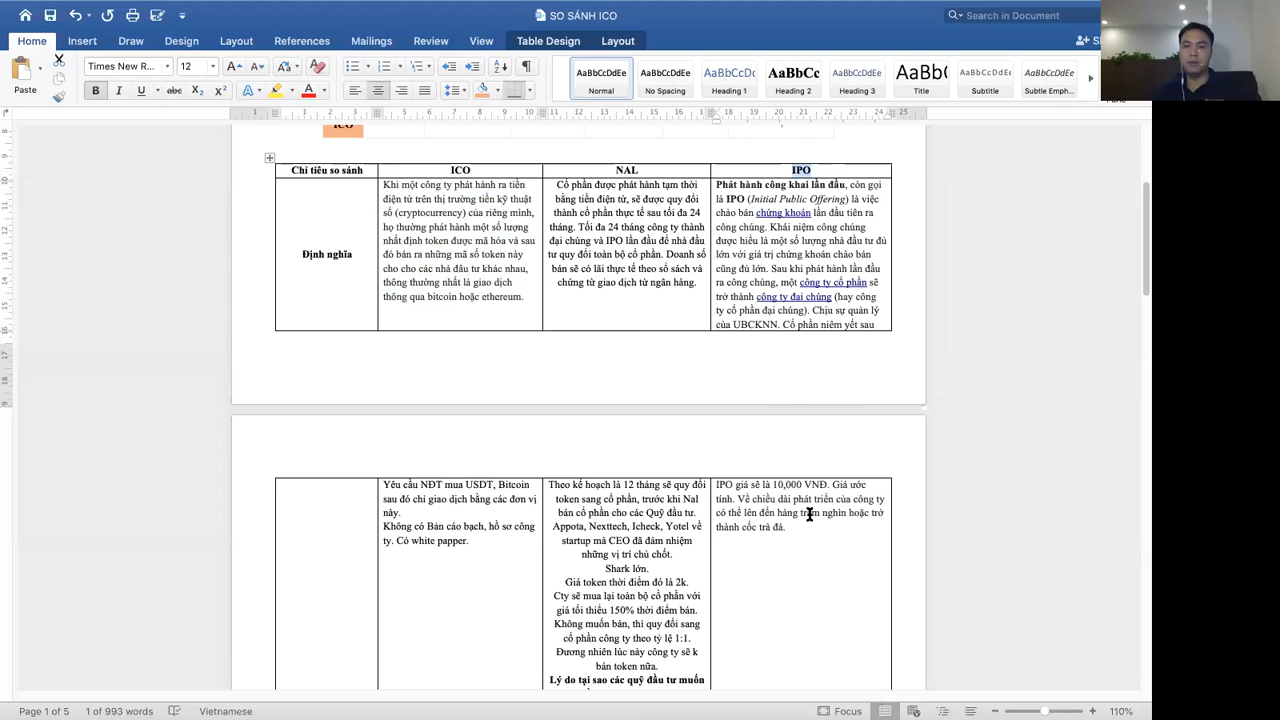 SO SÁNH ICO
Search in Document
Home Insert Draw Design Layout References Mailings Review View Table Design Layout
Paste
Times New R... 12
AaBbCcDdEe AaBbCcDdEe AaBbCcDc AaBbCc AaBbCcDdEe AaBb( AaBbCcDdEe AaBbCcDdEe
Normal No Spacing Heading 1 Heading 2 Heading 3 Title Subtitle Subtle Emph...
ICO
Chỉ tiêu so sánh
ICO
NAL
IPO
Định nghĩa
Khi một công ty phát hành ra tiền
điện tử trên thị trường tiền kỹ thuật
số (cryptocurrency) của riêng mình,
họ thường phát hành một số lượng
nhất định token được mã hóa và sau
đó bán ra những mã số token này
cho cho các nhà đâu tư khác nhau,
thông thường nhất là giao dịch
thông qua bitcoin hoặc ethereum.
Cổ phần được phát hành tạm thời
bằng tiền điện tử, sẽ được quy đổi
thành cổ phần thực tế sau tối đa 24
tháng. Tối đa 24 tháng công ty thành
đại chúng và IPO lần đầu để nhà đầu
tư quy đổi toàn bộ cổ phần. Doanh số
bán sẽ có lãi thực tế theo sổ sách và
chứng từ giao dịch từ ngân hàng.
Phát hành công khai lần đầu, còn gọi
là IPO (Initial Public Offering) là việc
chào bán chứng khoán lần đầu tiên ra
công chúng. Khái niệm công chúng
được hiểu là một số lượng nhà đầu tư đủ
lớn với giá trị chứng khoán chào bán
cũng đủ lớn. Sau khi phát hành lần đầu
ra công chúng, một công ty cổ phần sẽ
trở thành công ty đại chúng (hay công
ty cổ phần đại chúng). Chịu sự quản lý
của UBCKNN. Cổ phần niêm yết sau
Yêu cầu NĐT mua USDT, Bitcoin
sau đó chỉ giao dịch bằng các đơn vị
này.
Không có Bản cáo bạch, hồ sơ công
ty. Có white papper.
Theo kế hoạch là 12 tháng sẽ quy đổi
token sang cổ phần, trước khi Nal
bán cổ phần cho các Quỹ đầu tư.
Appota, Nexttech, Icheck, Yotel về
startup mà CEO đã đảm nhiệm
những vị trí chủ chốt.
Shark lớn.
Giá token thời điểm đó là 2k.
Cty sẽ mua lại toàn bộ cổ phần với
giá tối thiểu 150% thời điểm bán.
Không muốn bán, thì quy đổi sang
cổ phần công ty theo tỷ lệ 1:1.
Đương nhiên lúc này công ty sẽ k
bán token nữa.
Lý do tại sao các quỹ đầu tư muốn
IPO giá sẽ là 10,000 VNĐ. Giá ước
tính. Về chiều dài phát triển của công ty
có thể lên đến hàng trăm nghìn hoặc trở
thành cốc trà đá.
Page 1 of 5 1 of 993 words Vietnamese Focus 110%